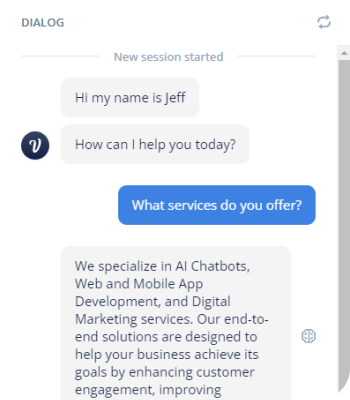 DIALOG
New session started
Hi my name is Jeff
How can I help you today?
What services do you offer?
We specialize in AI Chatbots,
Web and Mobile App
Development, and Digital
Marketing services. Our end-to-
end solutions are designed to
help your business achieve its
goals by enhancing customer
engagement, improving